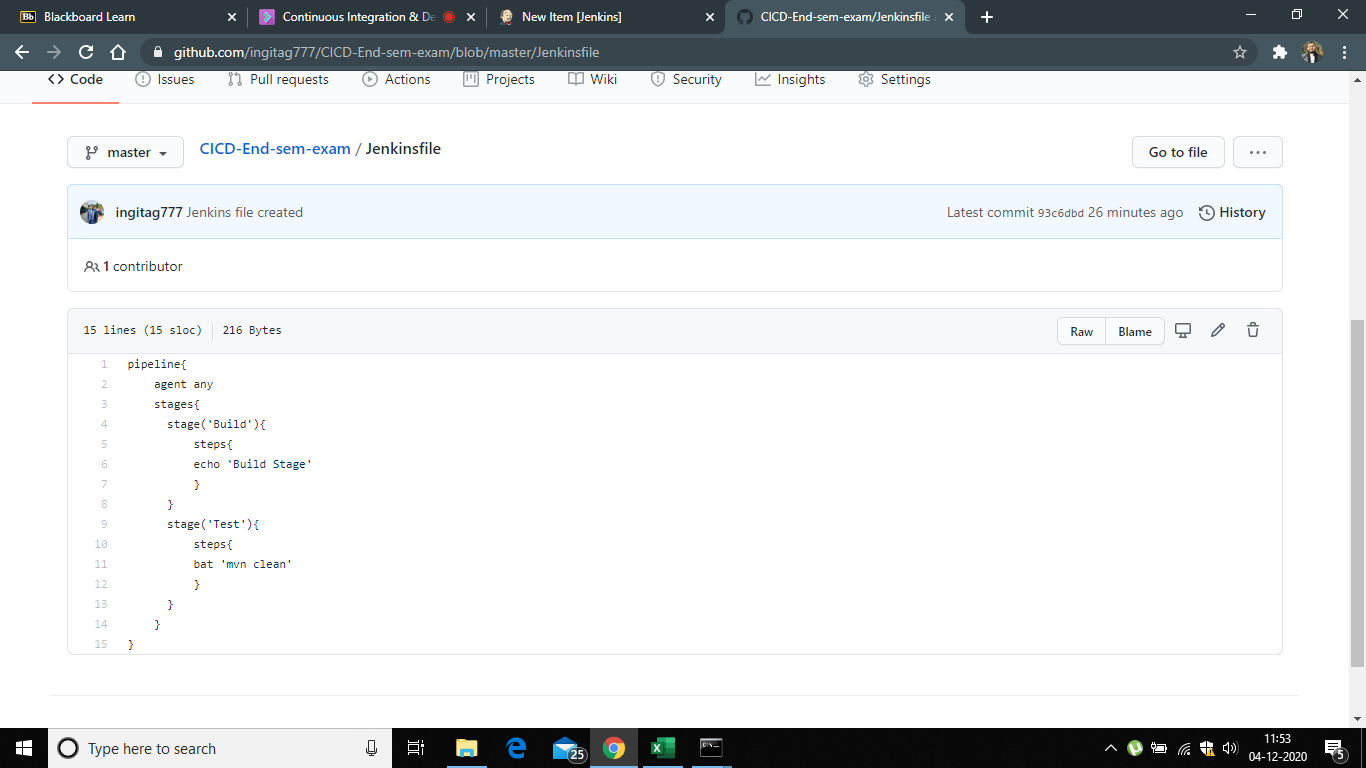 Blackboard Learn
Continuous Integration & De
New Item [Jenkins]
CICD-End-sem-exam/Jenkinsfile
github.com/ingitag777/CICD-End-sem-exam/blob/master/Jenkinsfile
Code Issues Pull requests Actions Projects Wiki Security Insights Settings
master CICD-End-sem-exam / Jenkinsfile Go to file
ingitag777 Jenkins file created Latest commit 93c6dbd 26 minutes ago History
1 contributor
15 lines (15 sloc) 216 Bytes Raw Blame
1 pipeline{
2 agent any
3 stages{
4 stage('Build'){
5 steps{
6 echo 'Build Stage'
7 }
8 }
9 stage('Test'){
10 steps{
11 bat 'mvn clean'
12 }
13 }
14 }
15 }
Type here to search
25
11:53
04-12-2020
5